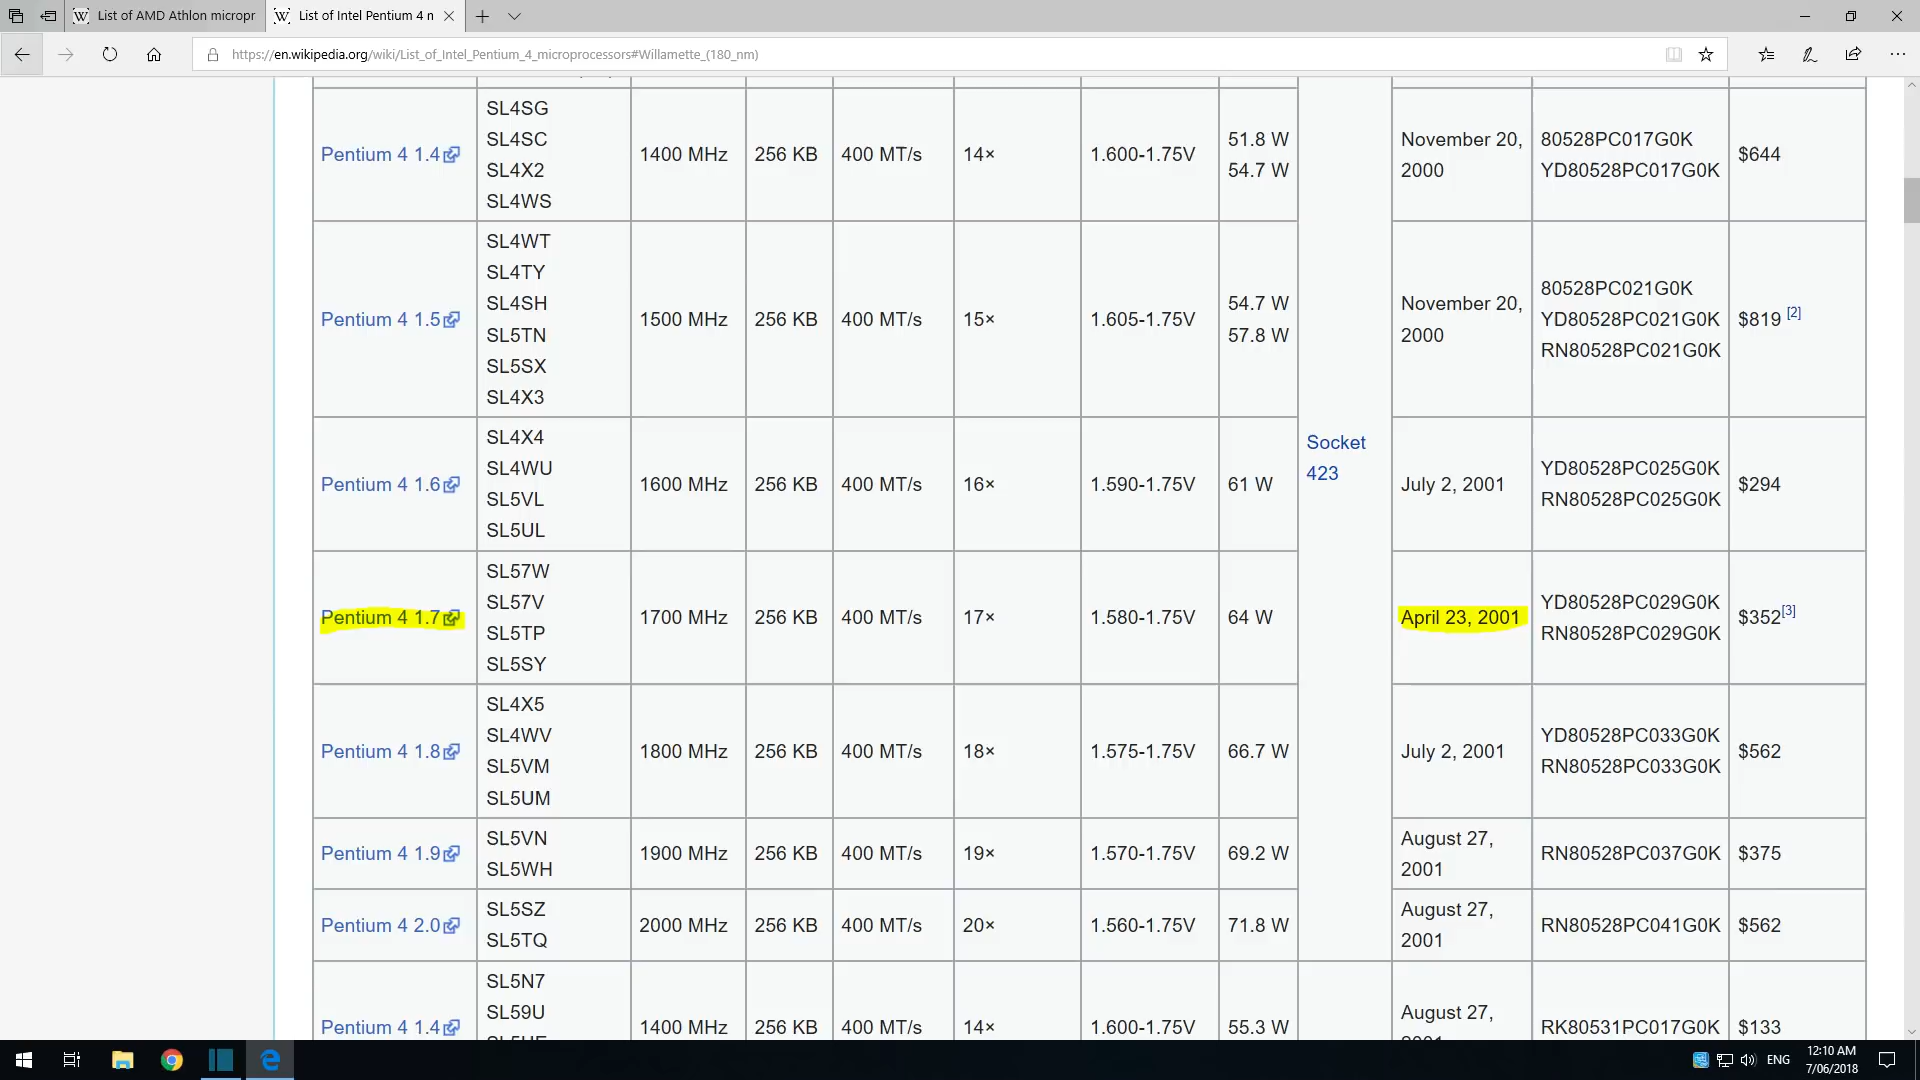 List of AMD Athlon micropr
List of Intel Pentium 4 n
https://en.wikipedia.org/wiki/List_of_Intel_Pentium_4_microprocessors#Willamette_(180_nm)
SL4SG
SL4SC
SL4X2
SL4WS
Pentium 4 1.4
1400 MHz
256 KB
400 MT/s
14×
1.600-1.75V
51.8 W
54.7 W
November 20,
2000
80528PC017G0K
YD80528PC017G0K
$644
Pentium 4 1.5
SL4WT
SL4TY
SL4SH
SL5TN
SL5SX
SL4X3
1500 MHz
256 KB
400 MT/s
15×
1.605-1.75V
54.7 W
57.8 W
November 20,
2000
80528PC021G0K
YD80528PC021G0K
RN80528PC021G0K
$819 [2]
Pentium 4 1.6
SL4X4
SL4WU
SL5VL
SL5UL
1600 MHz
256 KB
400 MT/s
16×
1.590-1.75V
61 W
Socket
423
July 2, 2001
YD80528PC025G0K
RN80528PC025G0K
$294
Pentium 4 1.7
SL57W
SL57V
SL5TP
SL5SY
1700 MHz
256 KB
400 MT/s
17×
1.580-1.75V
64 W
April 23, 2001
YD80528PC029G0K
RN80528PC029G0K
$352[3]
Pentium 4 1.8
SL4X5
SL4WV
SL5VM
SL5UM
1800 MHz
256 KB
400 MT/s
18×
1.575-1.75V
66.7 W
July 2, 2001
YD80528PC033G0K
RN80528PC033G0K
$562
Pentium 4 1.9
SL5VN
SL5WH
1900 MHz
256 KB
400 MT/s
19×
1.570-1.75V
69.2 W
August 27,
2001
RN80528PC037G0K
$375
Pentium 4 2.0
SL5SZ
SL5TQ
2000 MHz
256 KB
400 MT/s
20×
1.560-1.75V
71.8 W
August 27,
2001
RN80528PC041G0K
$562
Pentium 4 1.4
SL5N7
SL59U
1400 MHz
256 KB
400 MT/s
14×
1.600-1.75V
55.3 W
August 27,
RK80531PC017G0K
$133
ENG
12:10 AM
7/06/2018